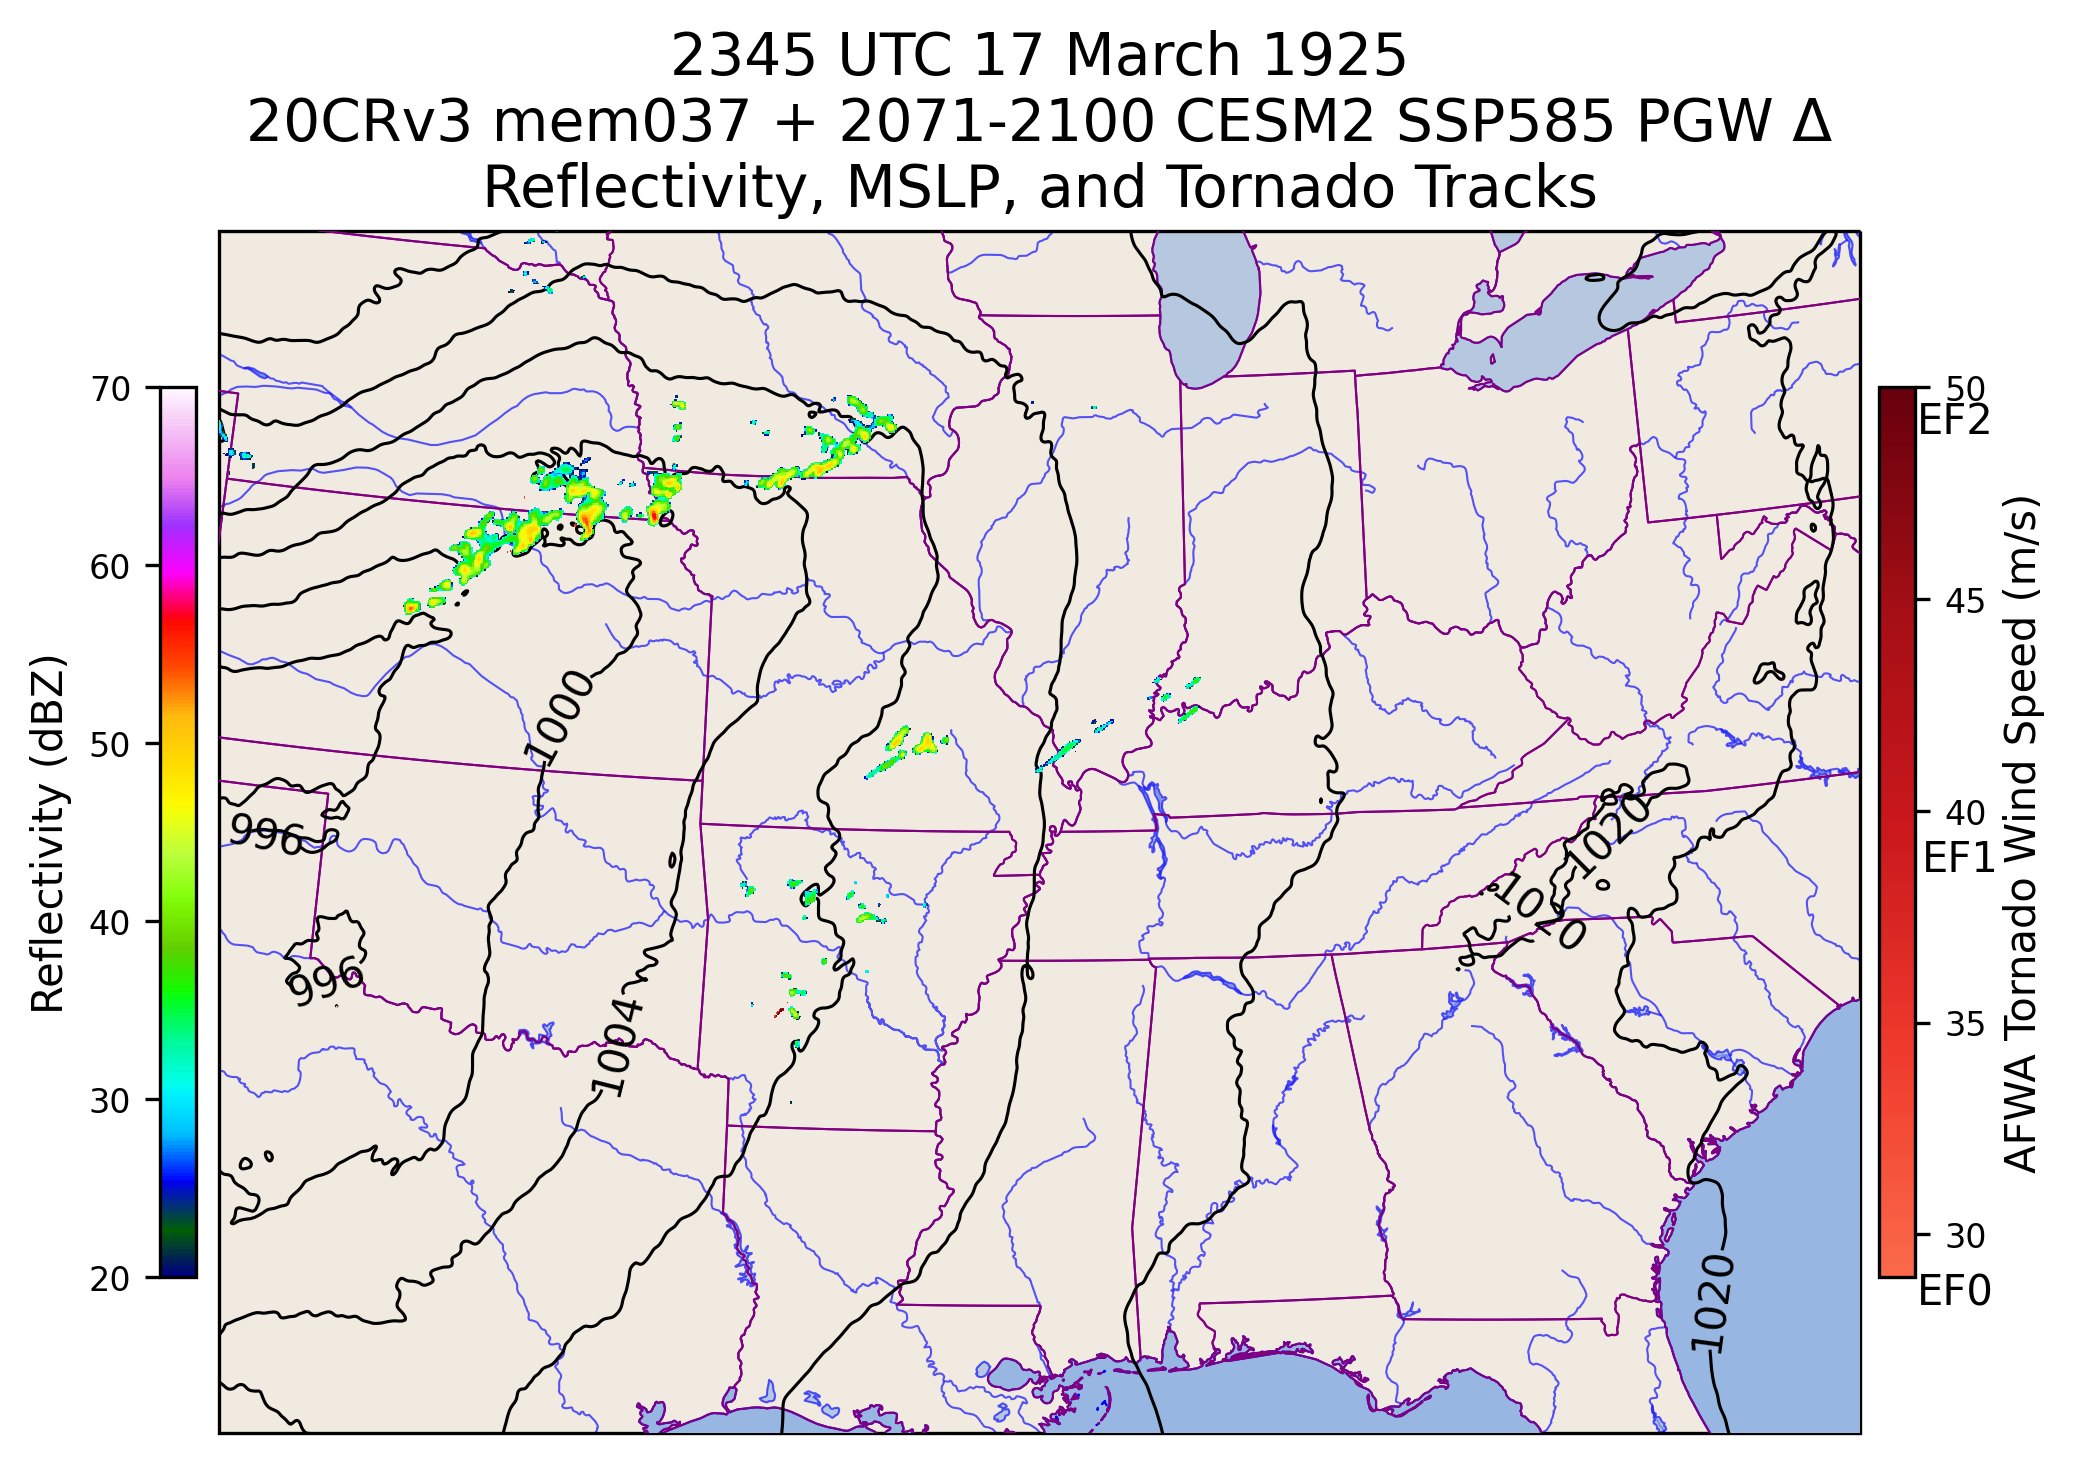 2345 UTC 17 March 1925
20CRv3 mem037 + 2071-2100 CESM2 SSP585 PGW Δ
Reflectivity, MSLP, and Tornado Tracks
Reflectivity (dBZ)
70
60
50
40
30
20
1000
996
996
1004
1020
1020
1020
50
EF2
45
40
EF1
35
30
EF0
AFWA Tornado Wind Speed (m/s)